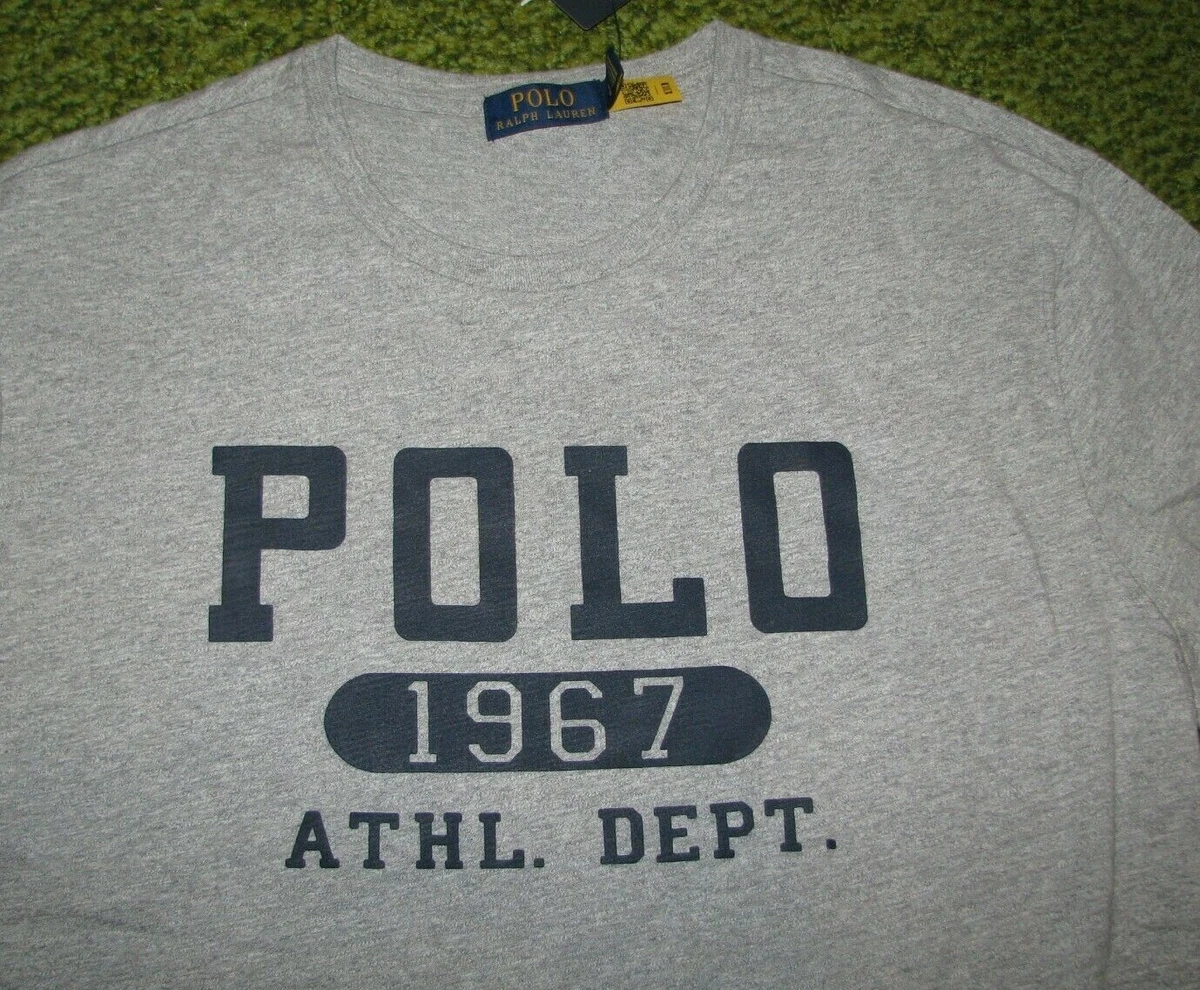 POLO
RALPH LAUREN
POLO
1967
ATHL. DEPT.